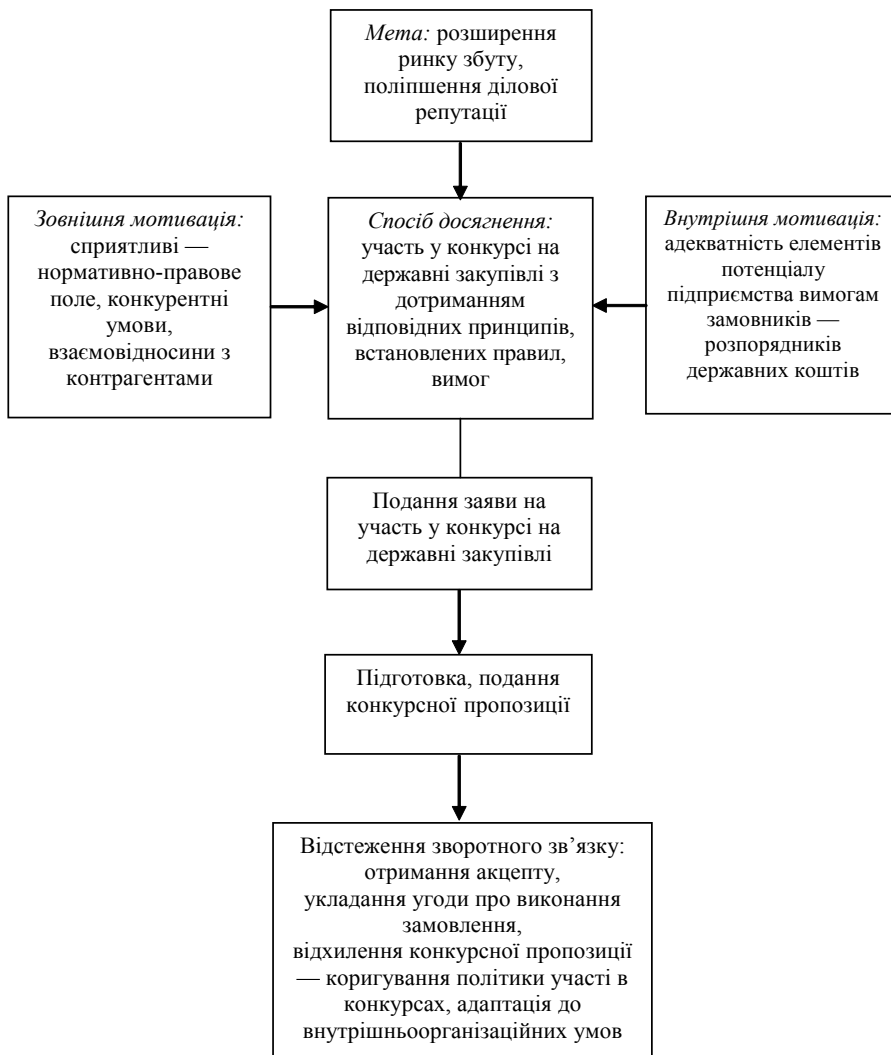 Мета: розширення
ринку збуту,
поліпшення ділової
репутації
Зовнішня мотивація:
сприятливі —
нормативно-правове
поле, конкурентні
умови,
взаємовідносини з
контрагентами
Спосіб досягнення:
участь у конкурсі на
державні закупівлі з
дотриманням
відповідних принципів,
встановлених правил,
вимог
Внутрішня мотивація:
адекватність елементів
потенціалу
підприємства вимогам
замовників —
розпорядників
державних коштів
Подання заяви на
участь у конкурсі на
державні закупівлі
Підготовка, подання
конкурсної пропозиції
Відстеження зворотного зв’язку:
отримання акцепту,
укладання угоди про виконання
замовлення,
відхилення конкурсної пропозиції
— коригування політики участі в
конкурсах, адаптація до
внутрішньоорганізаційних умов